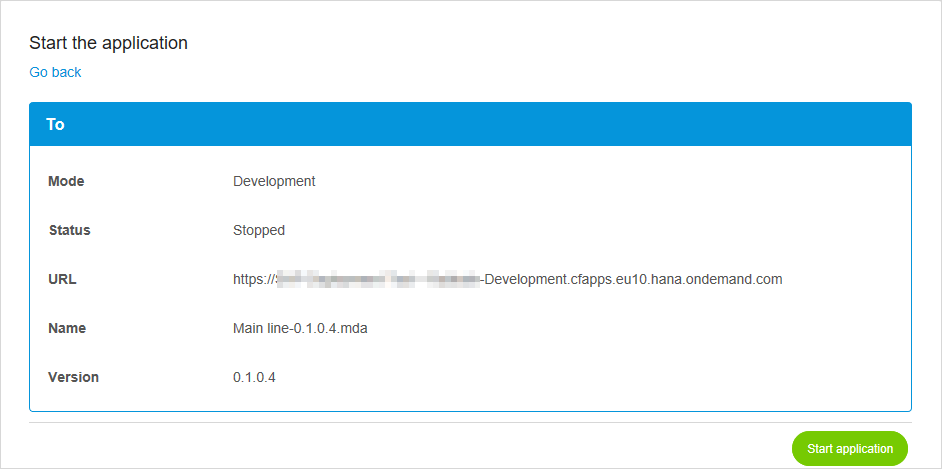 Start the application
Go back
To
Mode Development
Status Stopped
URL https:// -Development.cfapps.eu10.hana.ondemand.com
Name Main line-0.1.0.4.mda
Version 0.1.0.4
Start application